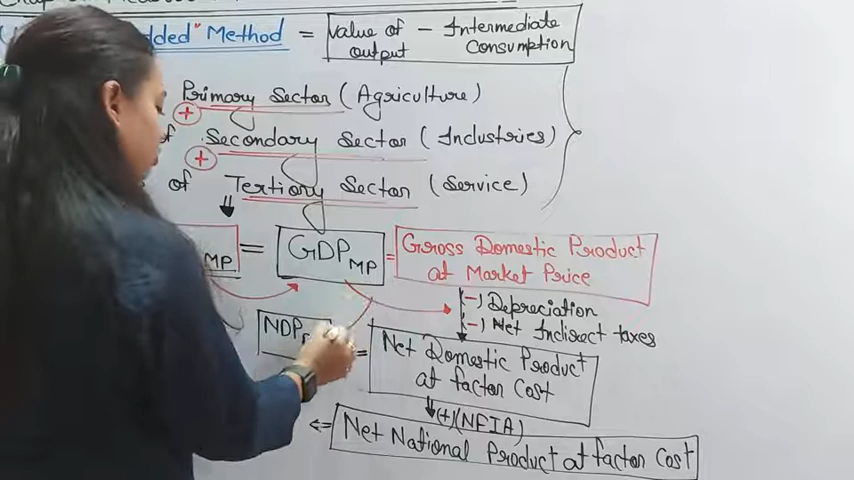 dded" Method = Value of output - Intermediate Consumption
Primary Sector (Agriculture)
+
of Secondary Sector (Industries)
+
of Tertiary Sector (Service)
MP = GDP MP = Gross Domestic Product at Market Price
(-) Depreciation
(-) Net Indirect taxes
NDP = Net Domestic Product at factor Cost
(+) (NFIA)
<= Net National Product at factor Cost